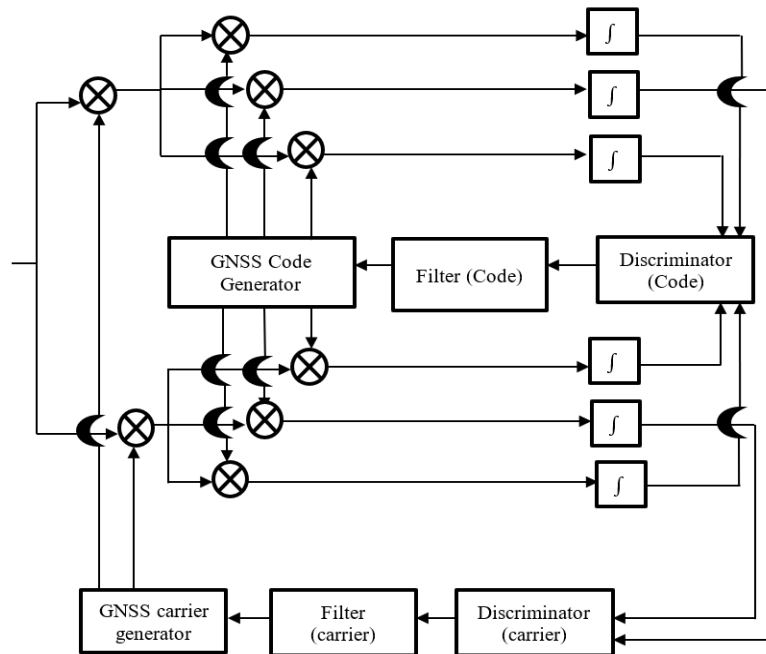 ∫
∫
∫
GNSS Code
Generator
Filter (Code)
Discriminator
(Code)
∫
∫
∫
GNSS carrier
generator
Filter
(carrier)
Discriminator
(carrier)